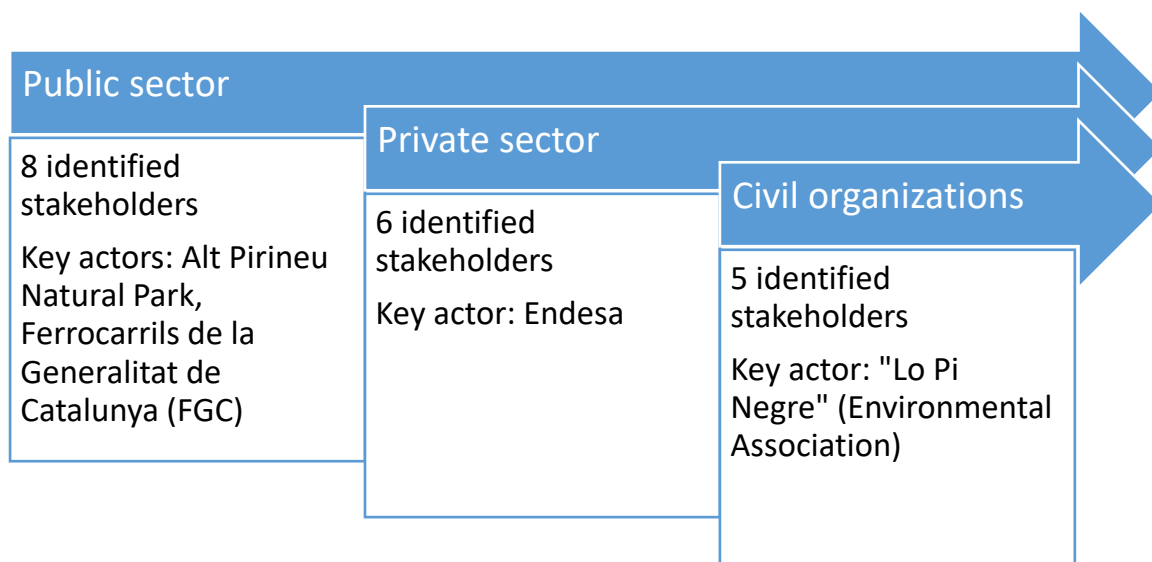 Public sector
8 identified
stakeholders
Key actors: Alt Pirineu
Natural Park,
Ferrocarrils de la
Generalitat de
Catalunya (FGC)
Private sector
6 identified
stakeholders
Key actor: Endesa
Civil organizations
5 identified
stakeholders
Key actor: "Lo Pi
Negre" (Environmental
Association)